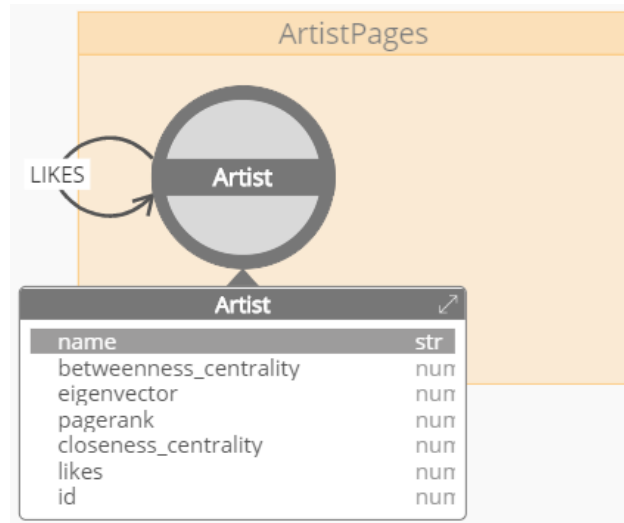 ArtistPages
LIKES
Artist
Artist
name str
betweenness_centrality num
eigenvector num
pagerank num
closeness_centrality num
likes num
id num